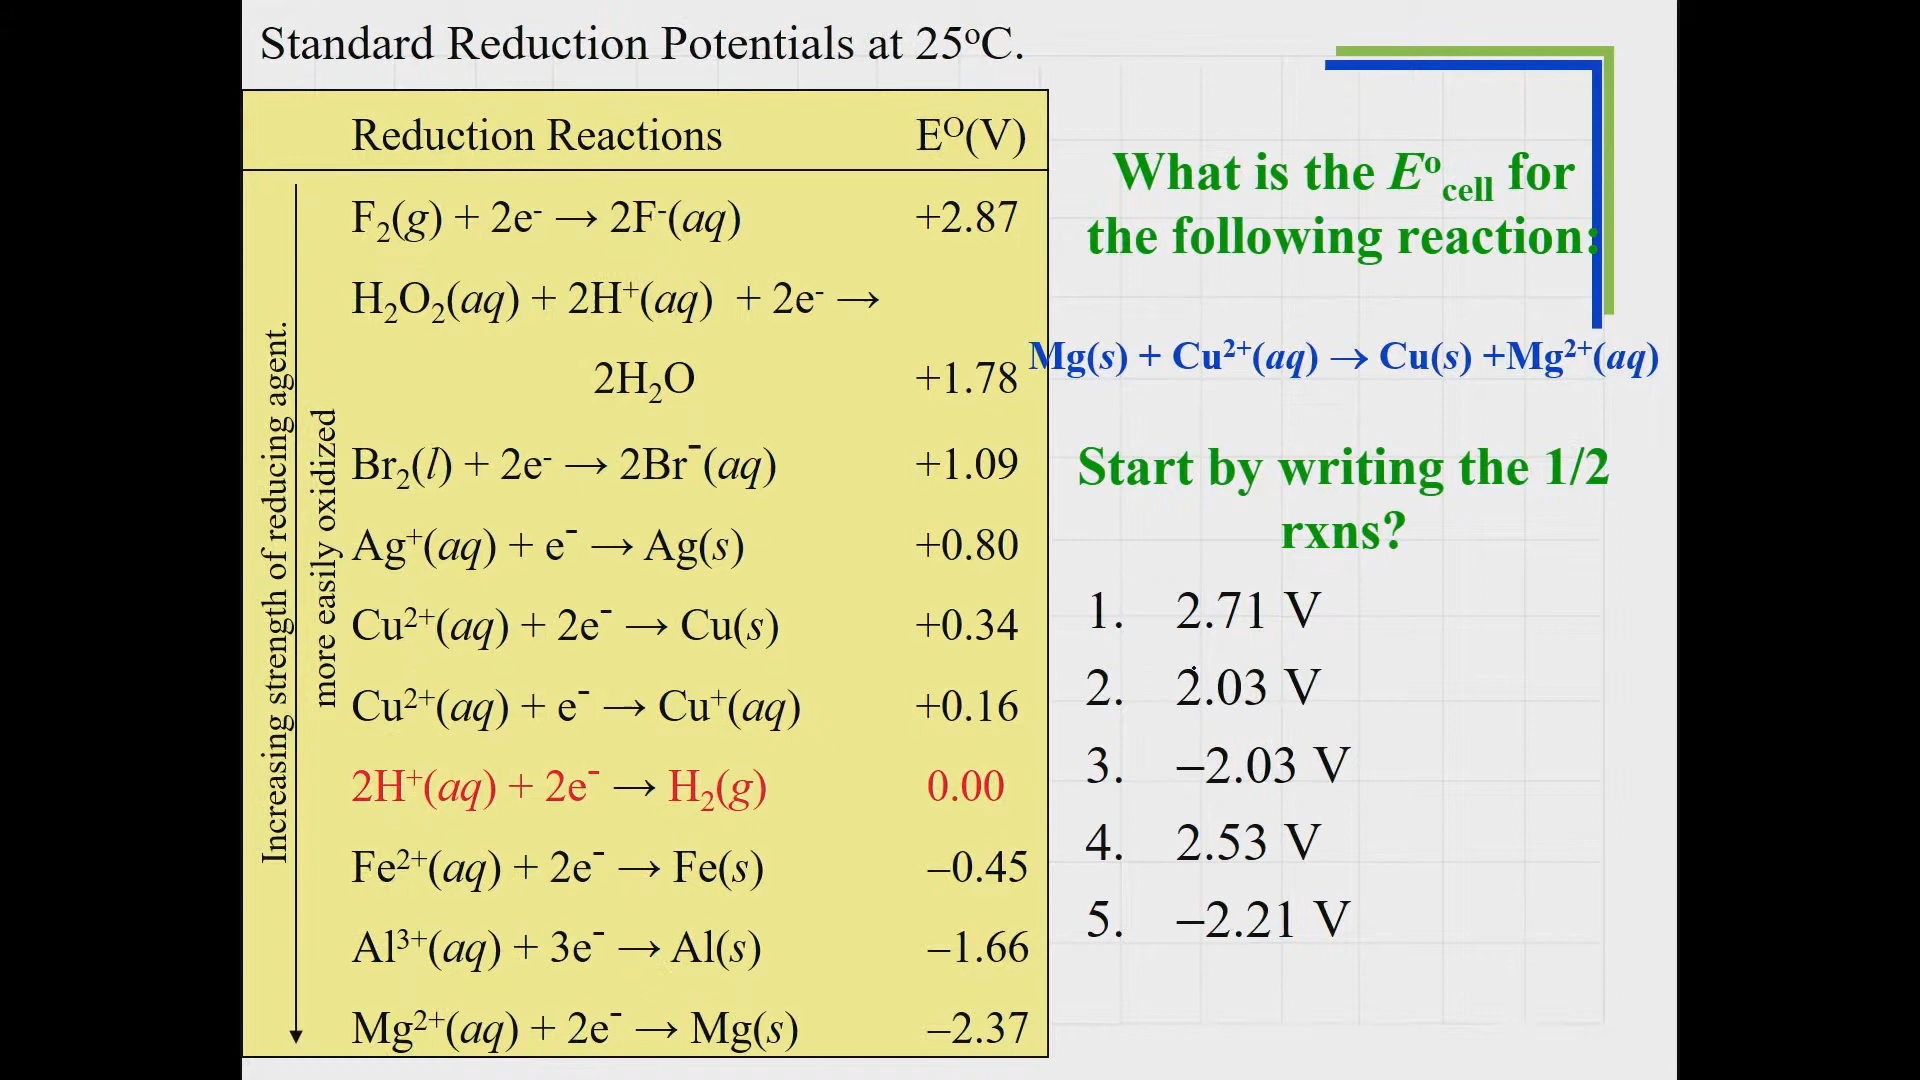 Standard Reduction Potentials at 25°C.
Reduction Reactions E°(V)
F₂(g) + 2e⁻ → 2F⁻(aq) +2.87
H₂O₂(aq) + 2H⁺(aq) + 2e⁻ →
2H₂O +1.78
Br₂(l) + 2e⁻ → 2Br⁻(aq) +1.09
Ag⁺(aq) + e⁻ → Ag(s) +0.80
Cu²⁺(aq) + 2e⁻ → Cu(s) +0.34
Cu²⁺(aq) + e⁻ → Cu⁺(aq) +0.16
2H⁺(aq) + 2e⁻ → H₂(g) 0.00
Fe²⁺(aq) + 2e⁻ → Fe(s) –0.45
Al³⁺(aq) + 3e⁻ → Al(s) –1.66
Mg²⁺(aq) + 2e⁻ → Mg(s) –2.37
Increasing strength of reducing agent.
more easily oxidized
What is the E°cell for
the following reaction:
Mg(s) + Cu²⁺(aq) → Cu(s) +Mg²⁺(aq)
Start by writing the 1/2
rxns?
1. 2.71 V
2. 2.03 V
3. –2.03 V
4. 2.53 V
5. –2.21 V